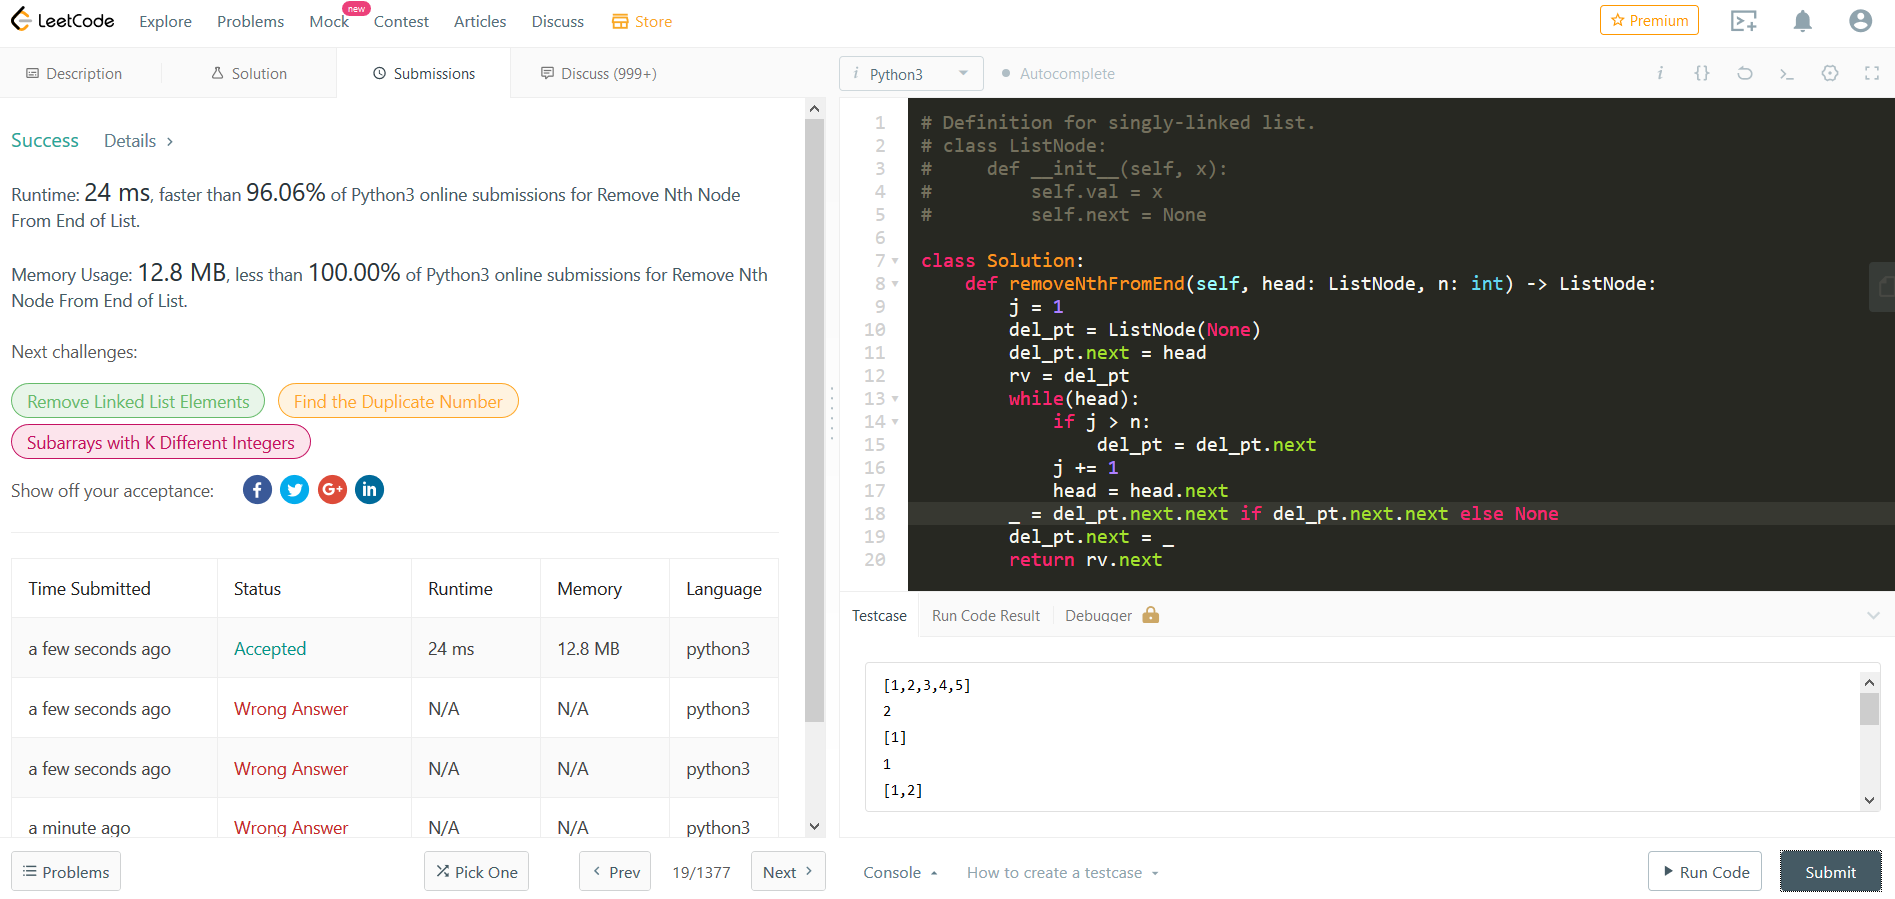 LeetCode Explore Problems Mock new Contest Articles Discuss Store Premium
Description Solution Submissions Discuss (999+)
Success Details >
Runtime: 24 ms, faster than 96.06% of Python3 online submissions for Remove Nth Node
From End of List.
Memory Usage: 12.8 MB, less than 100.00% of Python3 online submissions for Remove Nth
Node From End of List.
Next challenges:
Remove Linked List Elements Find the Duplicate Number
Subarrays with K Different Integers
Show off your acceptance: f G+ in
Time Submitted Status Runtime Memory Language
a few seconds ago Accepted 24 ms 12.8 MB python3
a few seconds ago Wrong Answer N/A N/A python3
a few seconds ago Wrong Answer N/A N/A python3
a minute ago Wrong Answer N/A N/A python3
Problems Pick One < Prev 19/1377 Next >
i Python3 Autocomplete i {} >_
1 # Definition for singly-linked list.
2 # class ListNode:
3 #     def __init__(self, x):
4 #         self.val = x
5 #         self.next = None
6
7 class Solution:
8     def removeNthFromEnd(self, head: ListNode, n: int) -> ListNode:
9         j = 1
10         del_pt = ListNode(None)
11         del_pt.next = head
12         rv = del_pt
13         while(head):
14             if j > n:
15                 del_pt = del_pt.next
16             j += 1
17             head = head.next
18         _ = del_pt.next.next if del_pt.next.next else None
19         del_pt.next = _
20         return rv.next
Testcase Run Code Result Debugger
[1,2,3,4,5]
2
[1]
1
[1,2]
Console How to create a testcase Run Code Submit